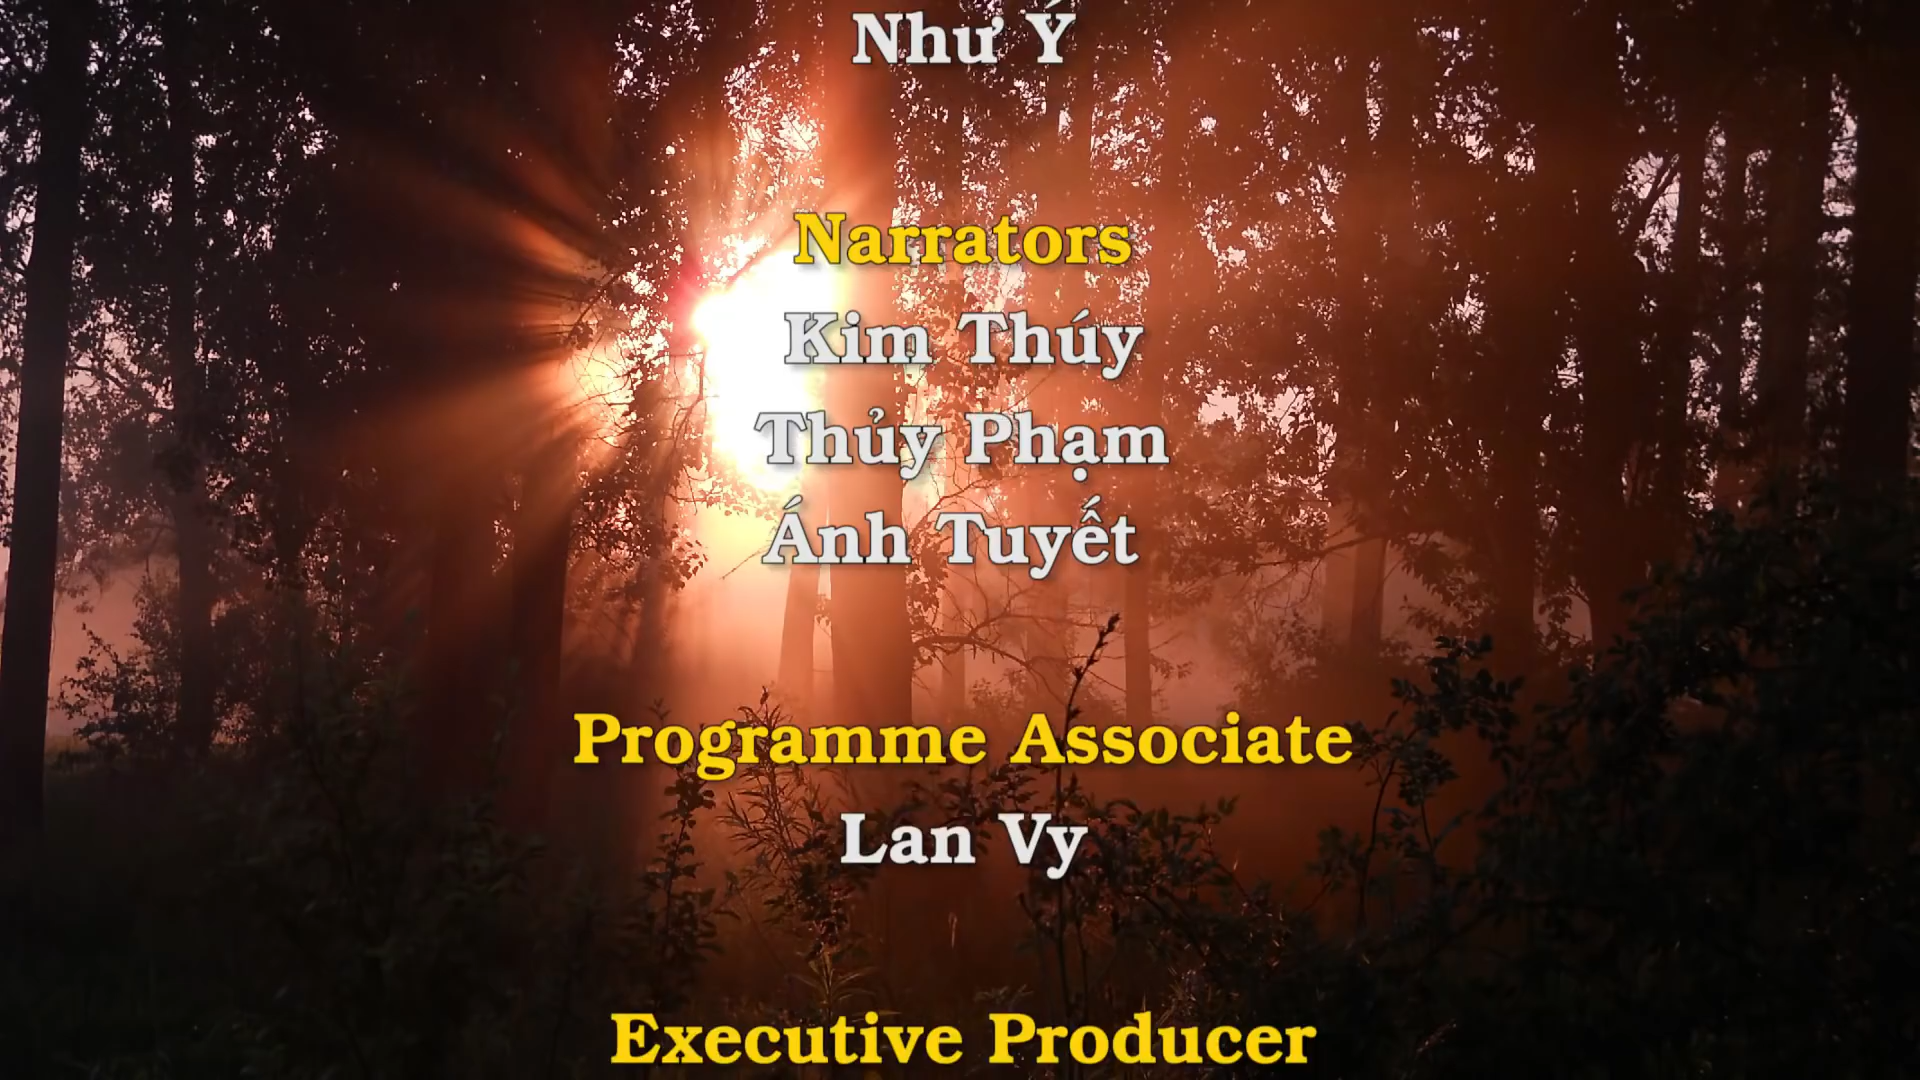 Như Ý
Narrators
Kim Thúy
Thủy Phạm
Ánh Tuyết
Programme Associate
Lan Vy
Executive Producer